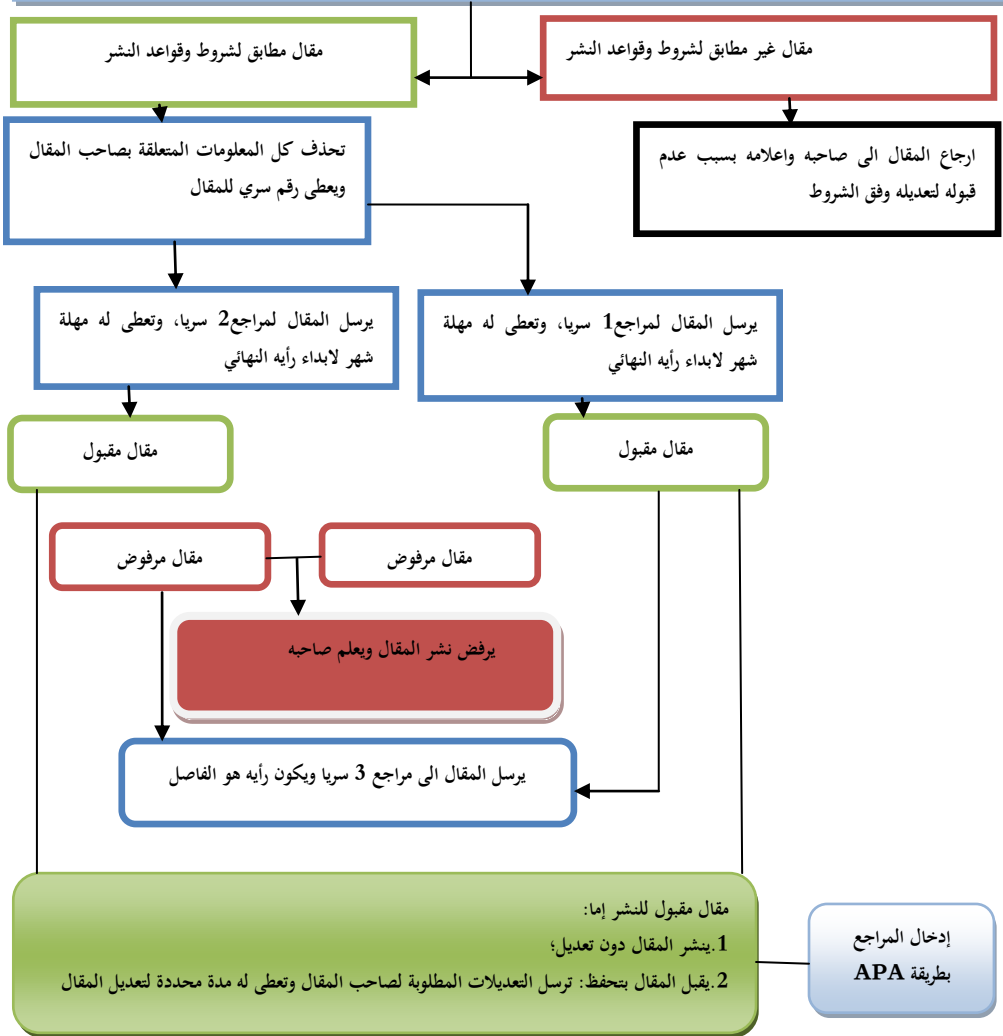 مقال غير مطابق لشروط وقواعد النشر
مقال مطابق لشروط وقواعد النشر
ارجاع المقال الى صاحبه واعلامه بسبب عدم
قبوله لتعديله وفق الشروط
تحذف كل المعلومات المتعلقة بصاحب المقال
ويعطى رقم سري للمقال
يرسل المقال لمراجع1 سريا، وتعطى له مهلة
شهر لابداء رأيه النهائي
يرسل المقال لمراجع2 سريا، وتعطى له مهلة
شهر لابداء رأيه النهائي
مقال مقبول
مقال مقبول
مقال مرفوض
مقال مرفوض
يرفض نشر المقال ويعلم صاحبه
يرسل المقال الى مراجع 3 سريا ويكون رأيه هو الفاصل
مقال مقبول للنشر إما:
1.ينشر المقال دون تعديل؛
2.يقبل المقال بتحفظ: ترسل التعديلات المطلوبة لصاحب المقال وتعطى له مدة محددة لتعديل المقال
إدخال المراجع
بطريقة APA